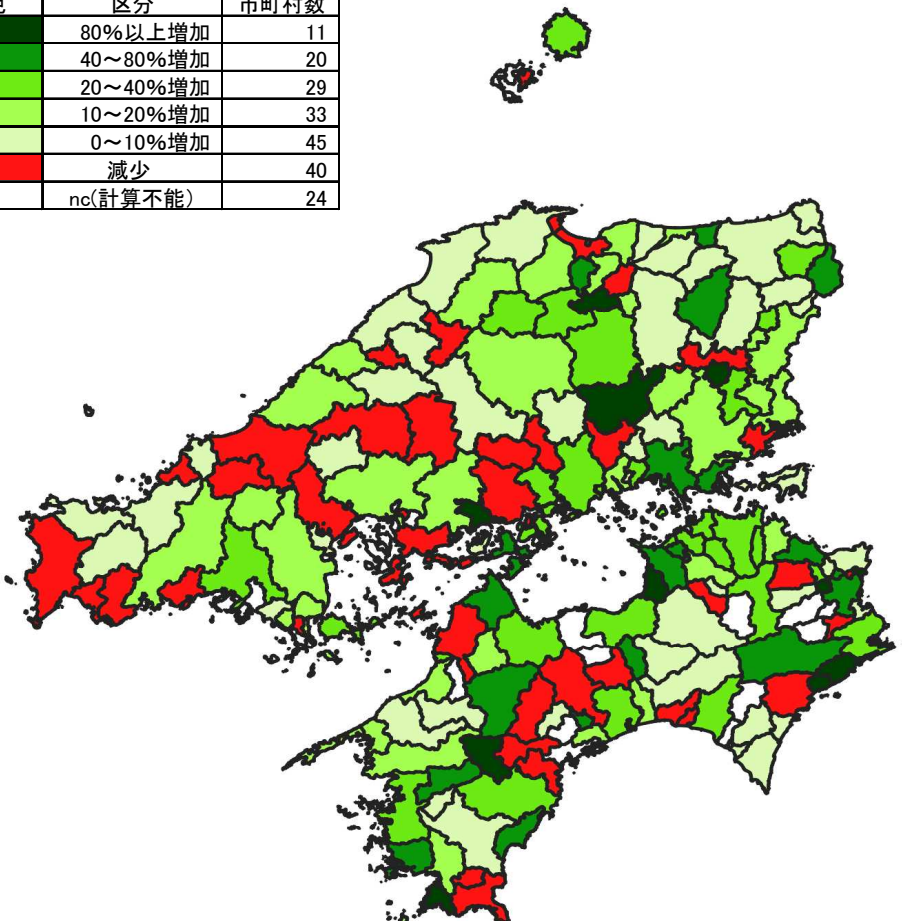 区分 市町村数
80%以上増加 11
40～80%増加 20
20～40%増加 29
10～20%増加 33
0～10%増加 45
減少 40
nc(計算不能) 24